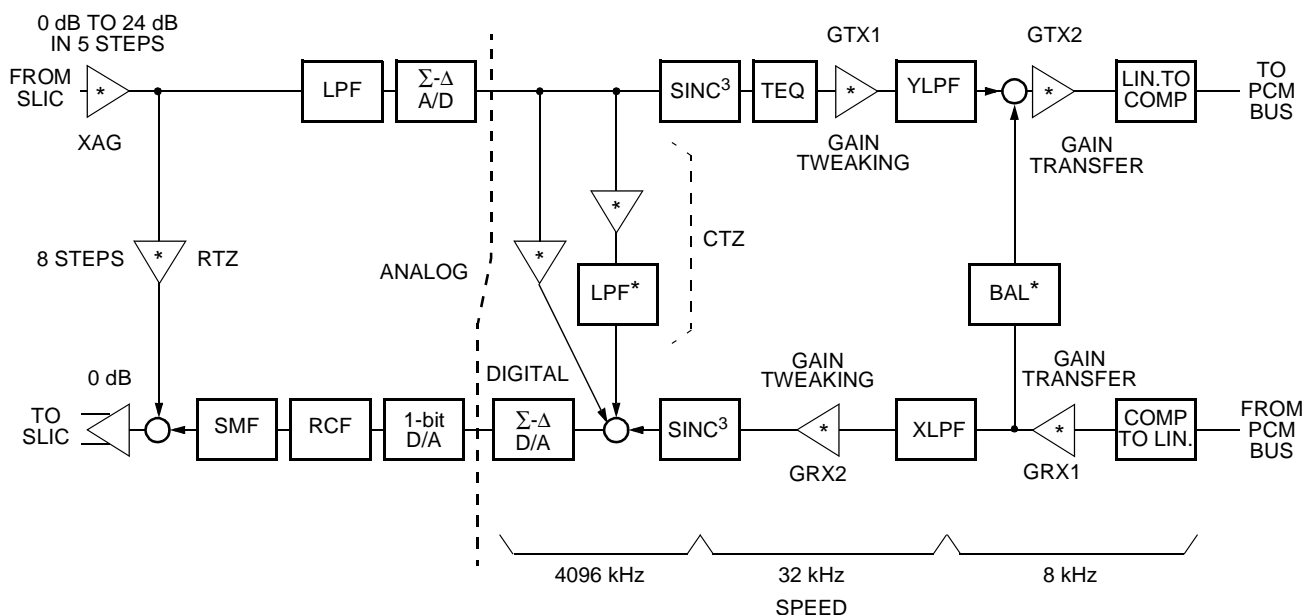 0 dB TO 24 dB
IN 5 STEPS
GTX1
GTX2
FROM
SLIC
*
LPF
Σ-Δ
A/D
SINC³
TEQ
*
YLPF
*
LIN.TO
COMP
TO
PCM
BUS
XAG
GAIN
TWEAKING
GAIN
TRANSFER
*
CTZ
8 STEPS
*
RTZ
ANALOG
*
LPF*
BAL*
0 dB
DIGITAL
GAIN
TWEAKING
GAIN
TRANSFER
TO
SLIC
SMF
RCF
1-bit
D/A
Σ-Δ
D/A
SINC³
*
XLPF
*
COMP
TO LIN.
FROM
PCM
BUS
GRX2
GRX1
4096 kHz
32 kHz
8 kHz
SPEED